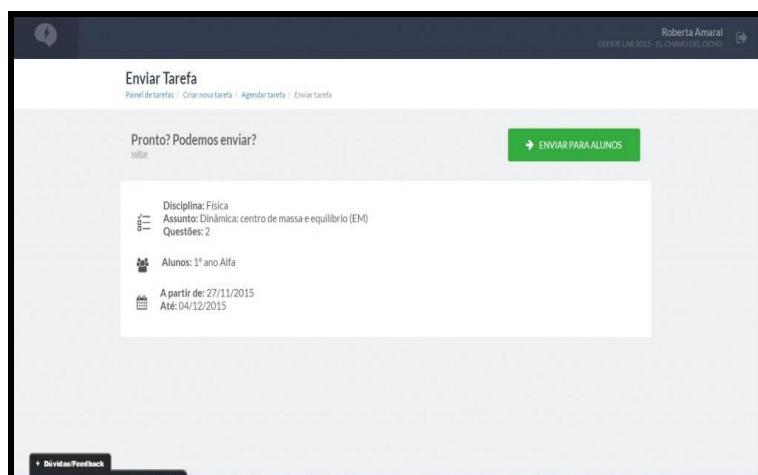 Roberta Amaral
GEEKIE LAB 2015 - EL CHAVO DEL OCHO
Enviar Tarefa
Painel de tarefas / Criar nova tarefa / Agendar tarefa / Enviar tarefa
Pronto? Podemos enviar?
voltar
ENVIAR PARA ALUNOS
Disciplina: Física
Assunto: Dinâmica: centro de massa e equilíbrio (EM)
Questões: 2
Alunos: 1º ano Alfa
A partir de: 27/11/2015
Até: 04/12/2015
+ Dúvidas/Feedback